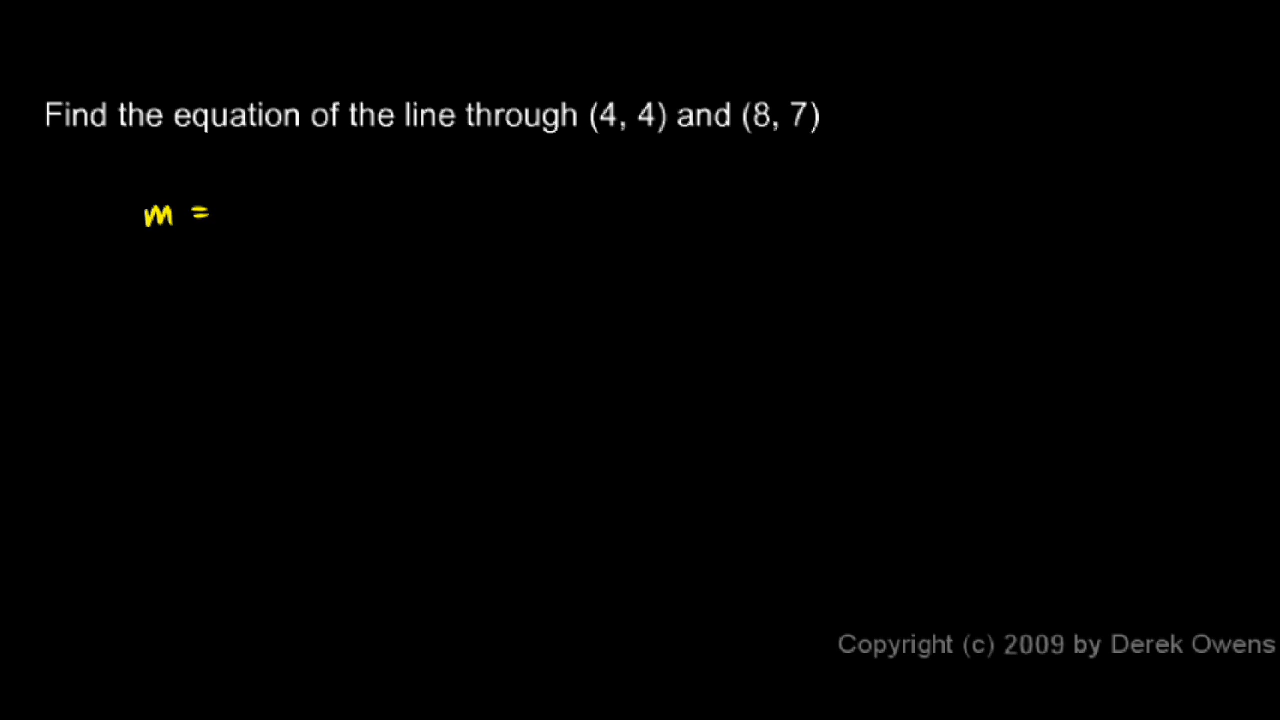 Find the equation of the line through (4, 4) and (8, 7)
m =
Copyright (c) 2009 by Derek Owens